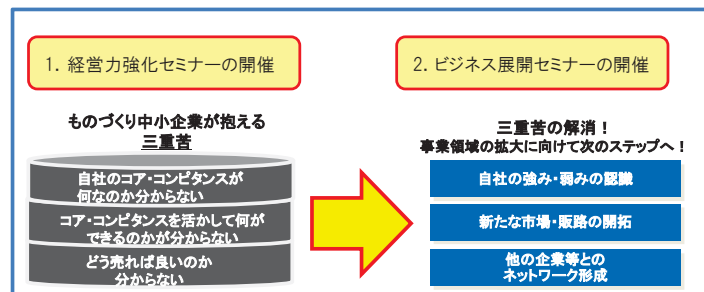 1. 経営力強化セミナーの開催
ものづくり中小企業が抱える
三重苦
自社のコア・コンピタンスが
何なのか分からない
コア・コンピタンスを活かして何が
できるのかが分からない
どう売れば良いのか
分からない
2. ビジネス展開セミナーの開催
三重苦の解消！
事業領域の拡大に向けて次のステップへ！
自社の強み・弱みの認識
新たな市場・販路の開拓
他の企業等との
ネットワーク形成